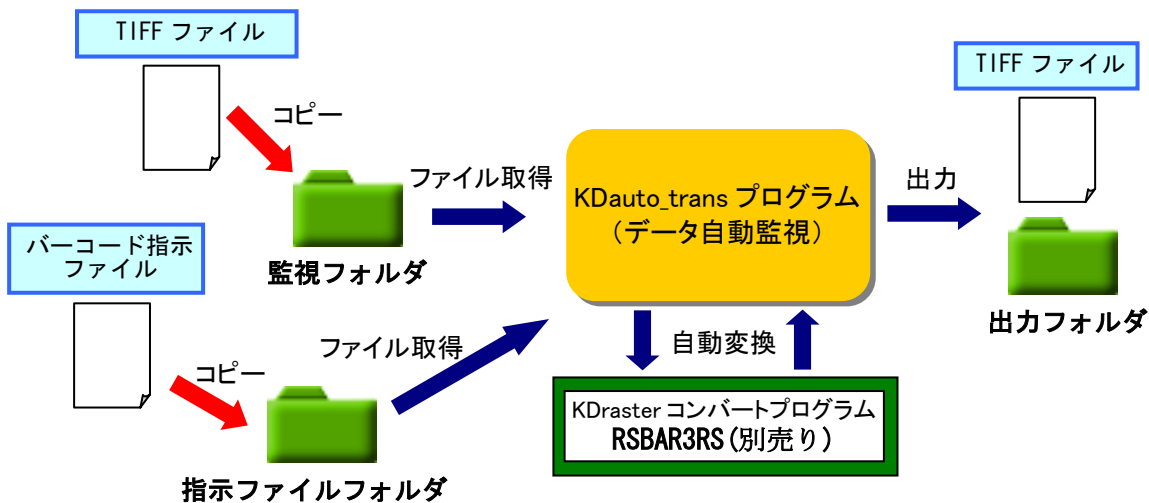 TIFF ファイル
コピー
監視フォルダ
ファイル取得
バーコード指示
ファイル
コピー
指示ファイルフォルダ
ファイル取得
KDauto_trans プログラム
（データ自動監視）
自動変換
KDraster コンバートプログラム
RSBAR3RS (別売り)
出力
TIFF ファイル
出力フォルダ